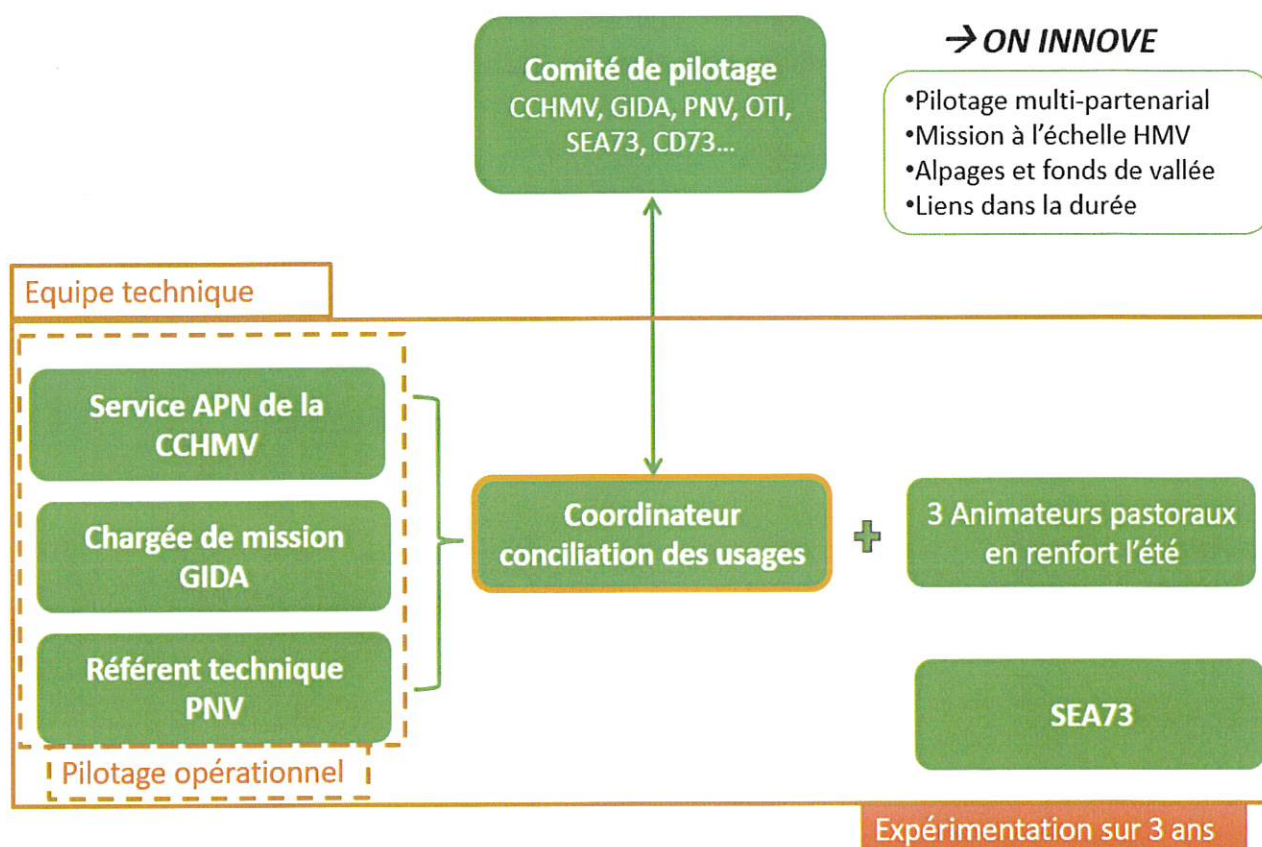 → ON INNOVE
Comité de pilotage
CCHMV, GIDA, PNV, OTI,
SEA73, CD73...
•Pilotage multi-partenarial
•Mission à l'échelle HMV
•Alpages et fonds de vallée
•Liens dans la durée
Equipe technique
Service APN de la
CCHMV
Chargée de mission
GIDA
Référent technique
PNV
Pilotage opérationnel
Coordinateur
conciliation des usages
+
3 Animateurs pastoraux
en renfort l'été
SEA73
Expérimentation sur 3 ans